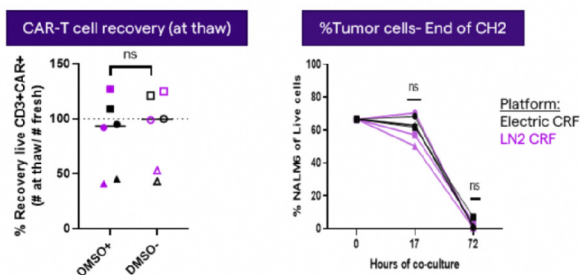 CAR-T cell recovery (at thaw)
% Recovery live CD3+CAR+
(# at thaw/ # fresh)
150
100
50
0
ns
DMSO+
DMSO-
%Tumor cells- End of CH2
% NALM6 of Live cells
100
80
60
40
20
0
ns
ns
0
17
72
Hours of co-culture
Platform:
Electric CRF
LN2 CRF